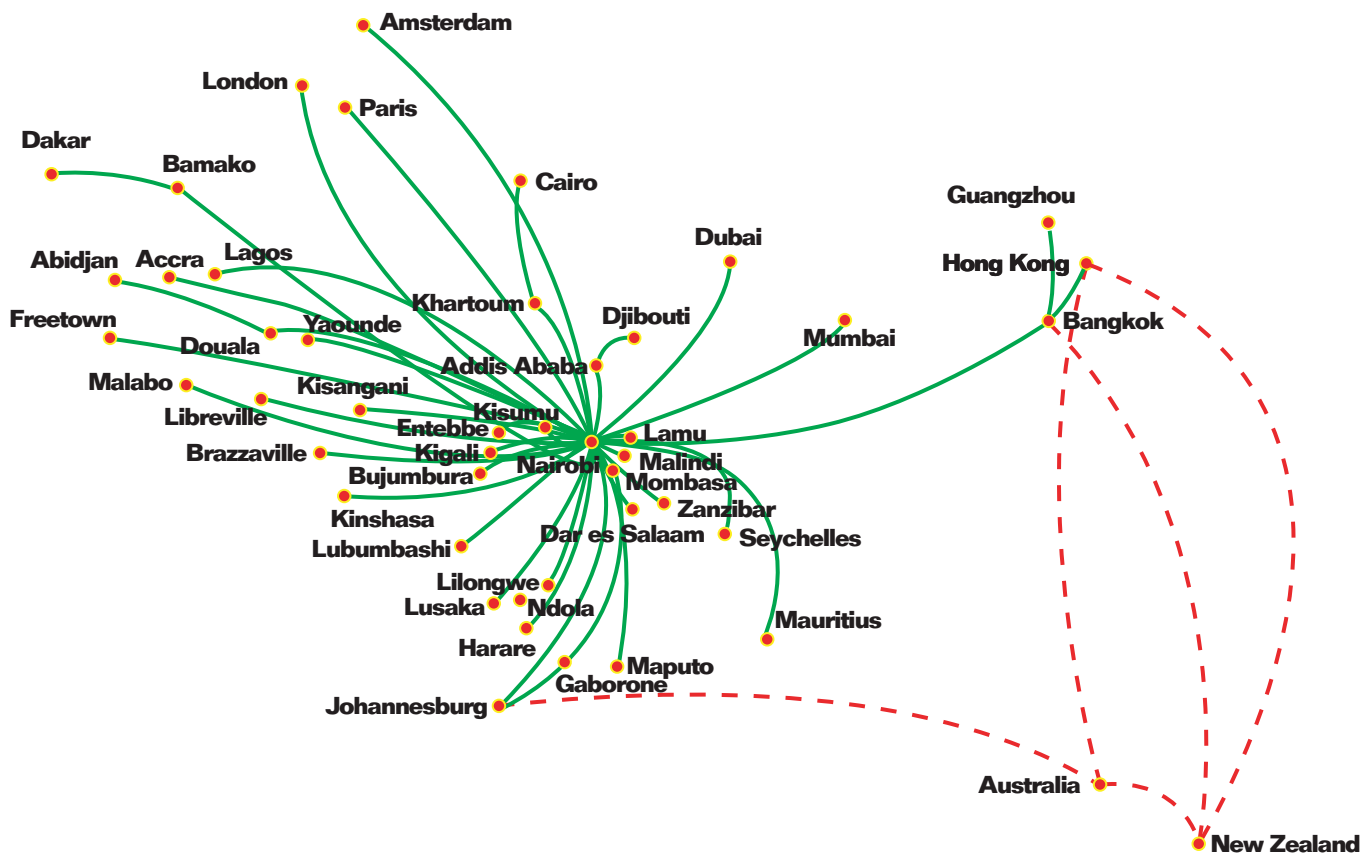 Amsterdam
London
Paris
Dakar
Bamako
Cairo
Guangzhou
Dubai
Lagos
Abidjan
Accra
Hong Kong
Khartoum
Freetown
Yaounde
Djibouti
Bangkok
Mumbai
Douala
Addis Ababa
Malabo
Kisangani
Libreville
Kisumu
Entebbe
Lamu
Brazzaville
Kigali
Nairobi
Malindi
Bujumbura
Mombasa
Zanzibar
Kinshasa
Dar es Salaam
Seychelles
Lubumbashi
Lilongwe
Lusaka
Ndola
Mauritius
Harare
Maputo
Gaborone
Johannesburg
Australia
New Zealand